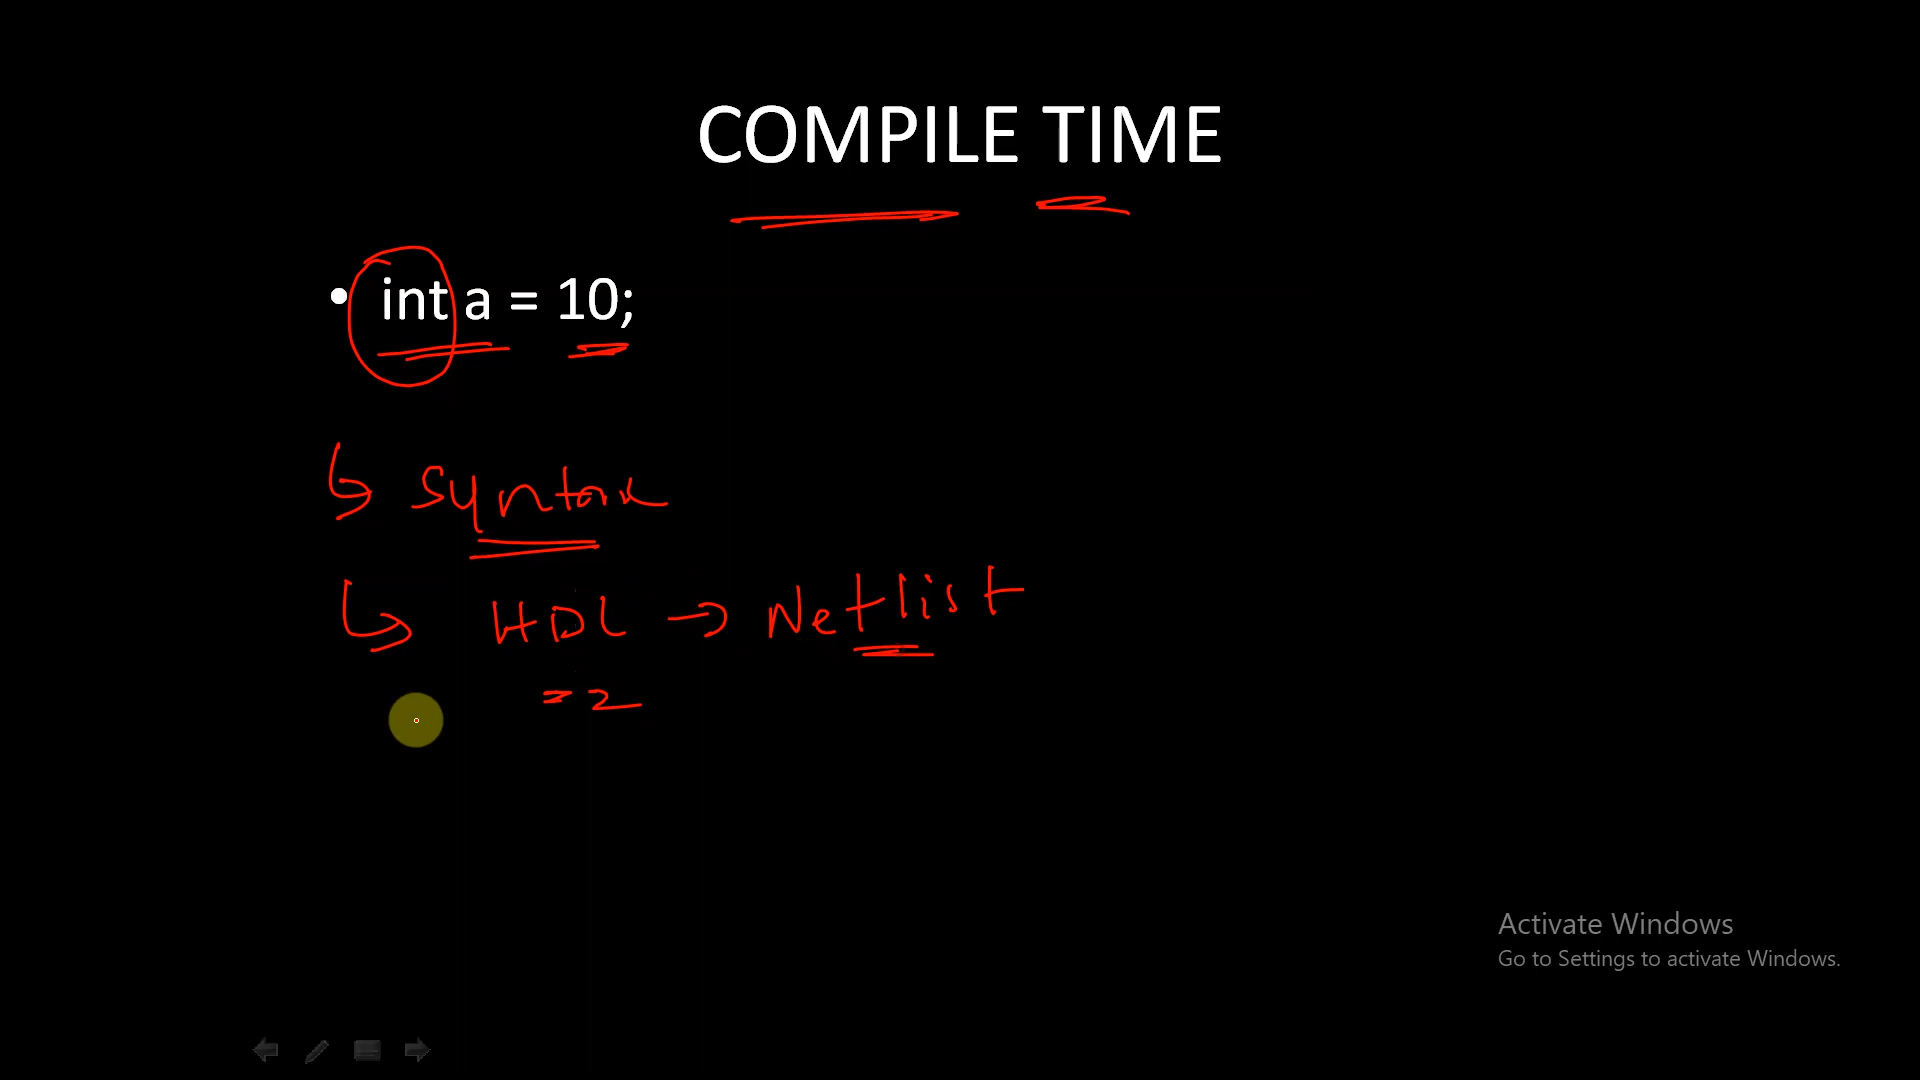 COMPILE TIME
• int a = 10;
↳ Syntax
↳ HDL → Netlist
Activate Windows
Go to Settings to activate Windows.